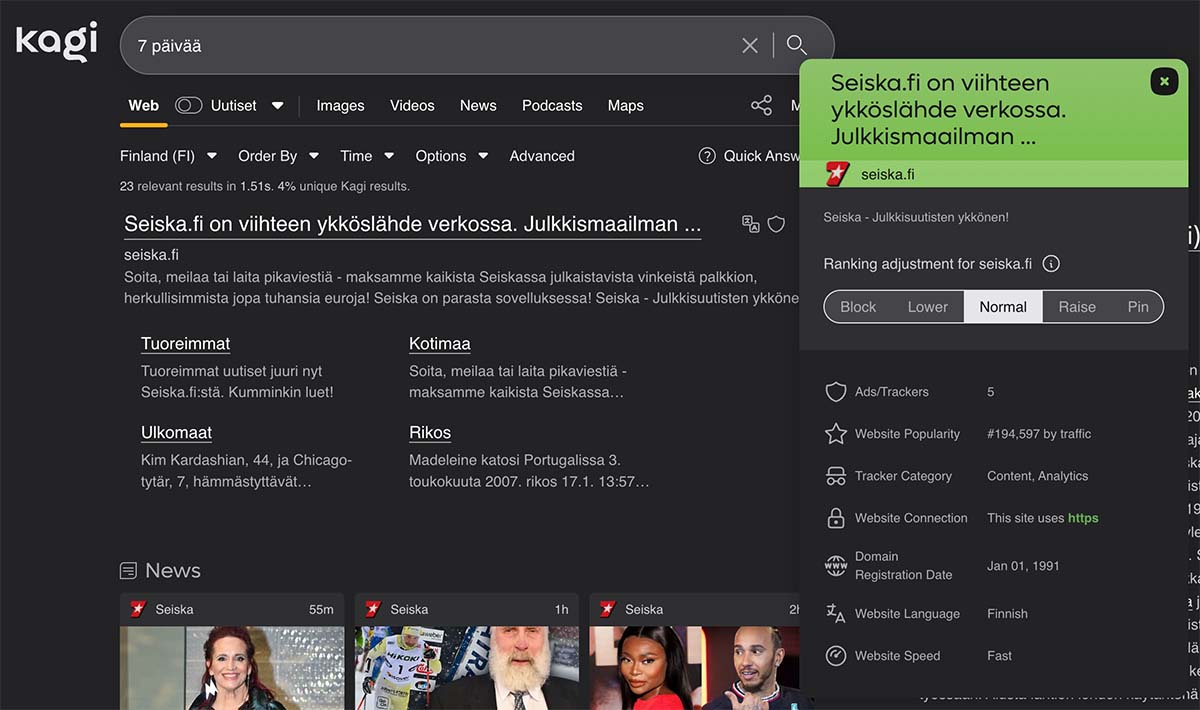 kagi
7 päivää
Web Uutiset Images Videos News Podcasts Maps
Finland (FI) Order By Time Options Advanced Quick Answ
23 relevant results in 1.51s. 4% unique Kagi results.
Seiska.fi on viihteen ykköslähde verkossa. Julkkismaailman ...
seiska.fi
Soita, meilaa tai laita pikaviestiä - maksamme kaikista Seiskassa julkaistavista vinkeistä palkkion,
herkullisimmista jopa tuhansia euroja! Seiska on parasta sovelluksessa! Seiska - Julkkisuutisten ykköne
Tuoreimmat
Tuoreimmat uutiset juuri nyt
Seiska.fi:stä. Kumminkin luet!
Kotimaa
Soita, meilaa tai laita pikaviestiä -
maksamme kaikista Seiskassa…
Ulkomaat
Kim Kardashian, 44, ja Chicago-
tytär, 7, hämmästyttävät…
Rikos
Madeleine katosi Portugalissa 3.
toukokuuta 2007. rikos 17.1. 13:57…
News
Seiska 55m
Seiska 1h
Seiska 2h
Seiska.fi on viihteen
ykköslähde verkossa.
Julkkismaailman ...
seiska.fi
Seiska - Julkkisuutisten ykkönen!
Ranking adjustment for seiska.fi
Block Lower Normal Raise Pin
Ads/Trackers 5
Website Popularity #194,597 by traffic
Tracker Category Content, Analytics
Website Connection This site uses https
Domain
Registration Date Jan 01, 1991
Website Language Finnish
Website Speed Fast